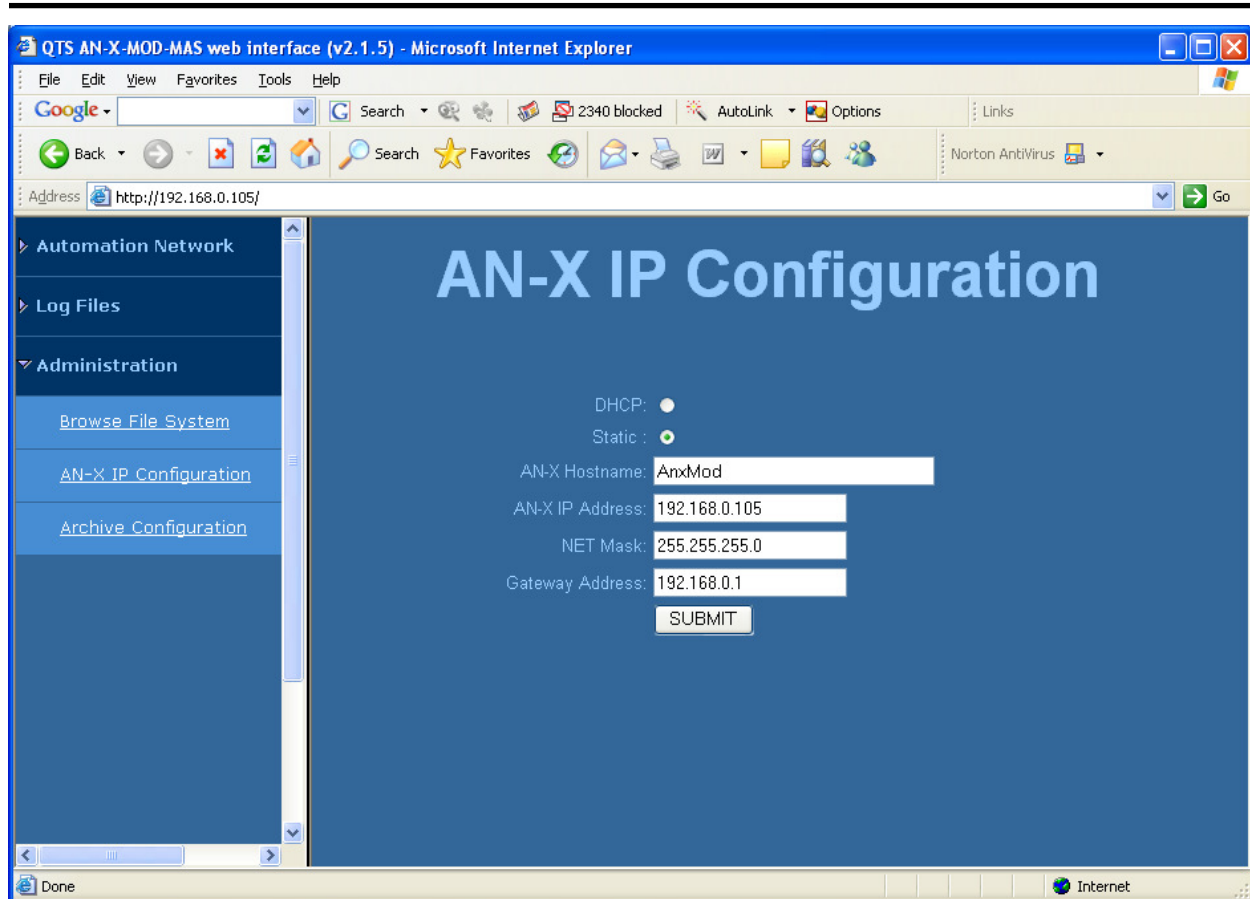 QTS AN-X-MOD-MAS web interface (v2.1.5) - Microsoft Internet Explorer
File Edit View Favorites Tools Help
Google Search 2340 blocked AutoLink Options Links
Back Search Favorites Norton AntiVirus
Address http://192.168.0.105/ Go
Automation Network
Log Files
Administration
Browse File System
AN-X IP Configuration
Archive Configuration
AN-X IP Configuration
DHCP:
Static :
AN-X Hostname: AnxMod
AN-X IP Address: 192.168.0.105
NET Mask: 255.255.255.0
Gateway Address: 192.168.0.1
SUBMIT
Done Internet